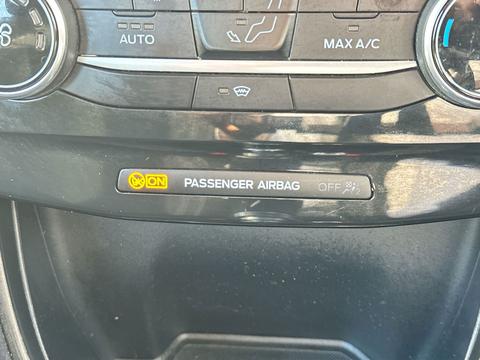 AUTO
MAX A/C
ON PASSENGER AIRBAG OFF